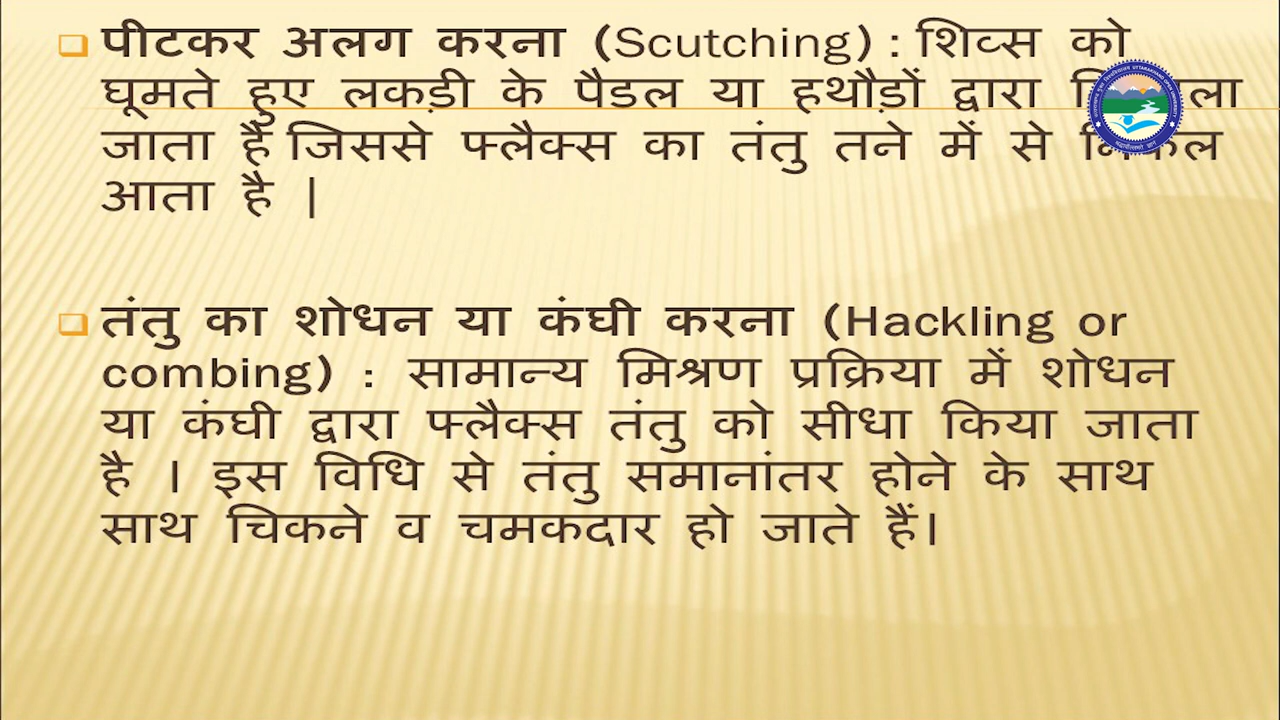 पीटकर अलग करना (Scutching) : शिव्स को
घूमते हुए लकड़ी के पैडल या हथौड़ों द्वारा
जाता है जिससे फ्लैक्स का तंतु तने में से
आता है |
तंतु का शोधन या कंघी करना (Hackling or
combing) : सामान्य मिश्रण प्रक्रिया में शोधन
या कंघी द्वारा फ्लैक्स तंतु को सीधा किया जाता
है । इस विधि से तंतु समानांतर होने के साथ
साथ चिकने व चमकदार हो जाते हैं।